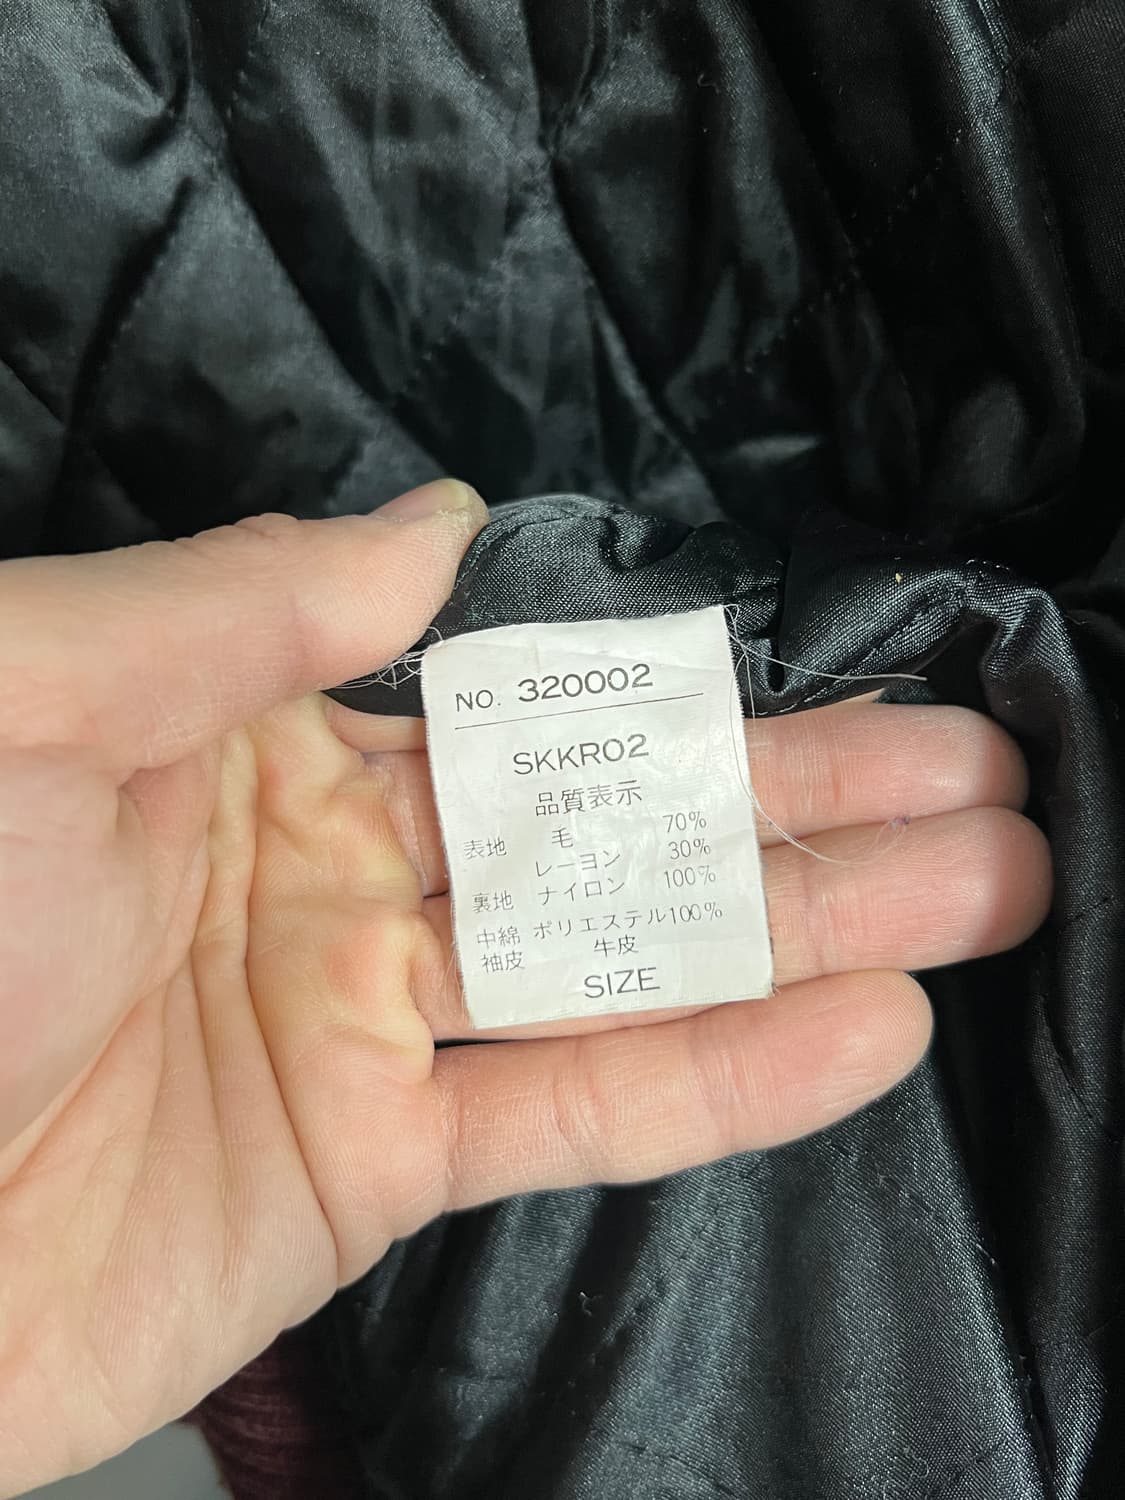 NO. 320002
SKKR02
品質表示
表地 毛 70%
レーヨン 30%
裏地 ナイロン 100%
中綿 ポリエステル100%
袖皮 牛皮
SIZE